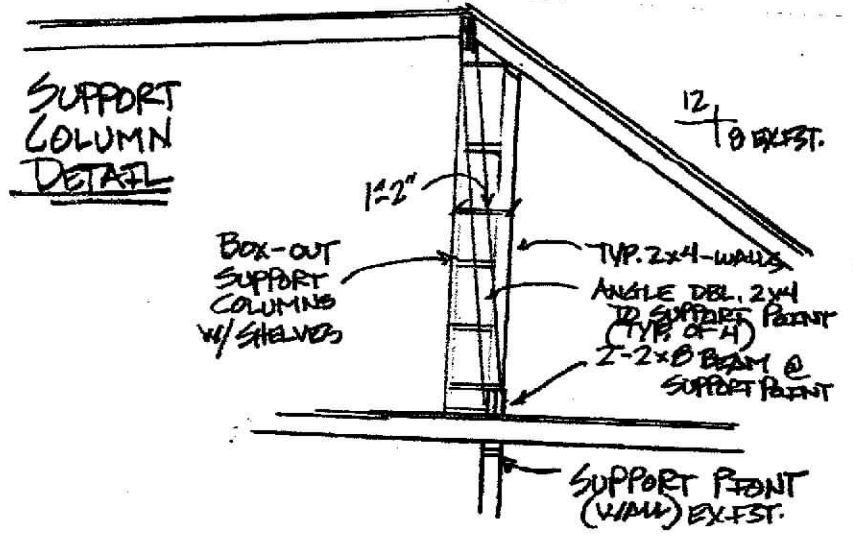 SUPPORT
COLUMN
DETAIL
12
8 EXIST.
1'-2"
BOX-OUT
SUPPORT
COLUMNS
W/ SHELVES
TYP. 2x4-WALLS
ANGLE DBL. 2x4
TO SUPPORT POINT
(TYP. OF 4)
2-2x8 BEAM @
SUPPORT POINT
SUPPORT POINT
(WALL) EXIST.